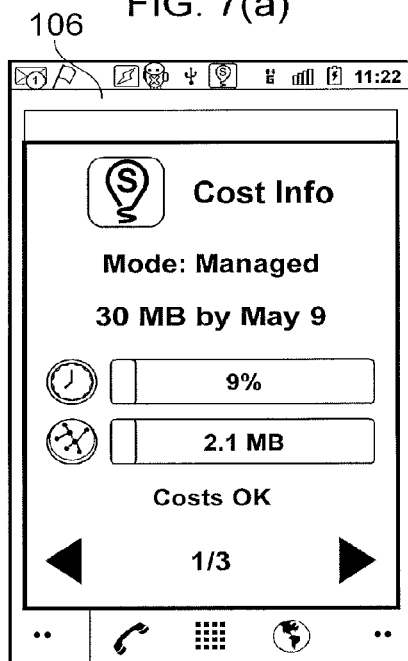 FIG. 7(a)
106
1 S 11:22
S Cost Info
Mode: Managed
30 MB by May 9
9%
2.1 MB
Costs OK
1/3